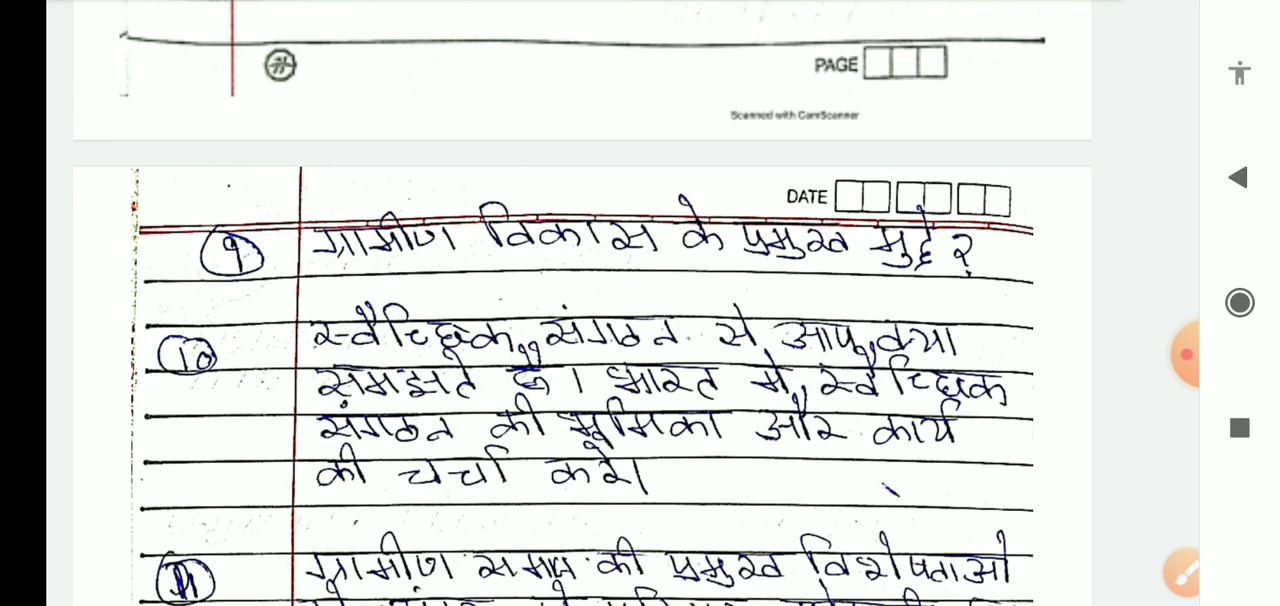 PAGE
Scanned with CamScanner
DATE
9 ग्रामीण विकास के प्रमुख मुद्दे ?
10 स्वैच्छिक संगठन से आप क्या
समझते है। भारत में स्वैच्छिक
संगठन की भूमिका और कार्य
की चर्चा करे।
11 ग्रामीण समाज की प्रमुख विशेषताओ